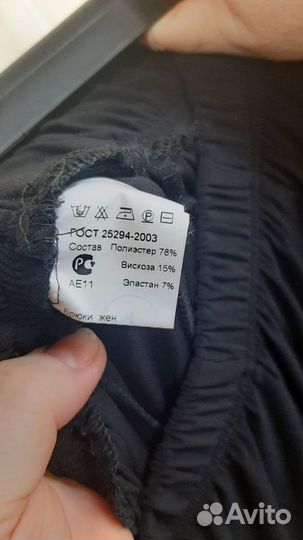 ГОСТ 25294-2003
Состав Полиэстер 78%
Вискоза 15%
АЕ11 Эластан 7%
Брюки жен
Avito